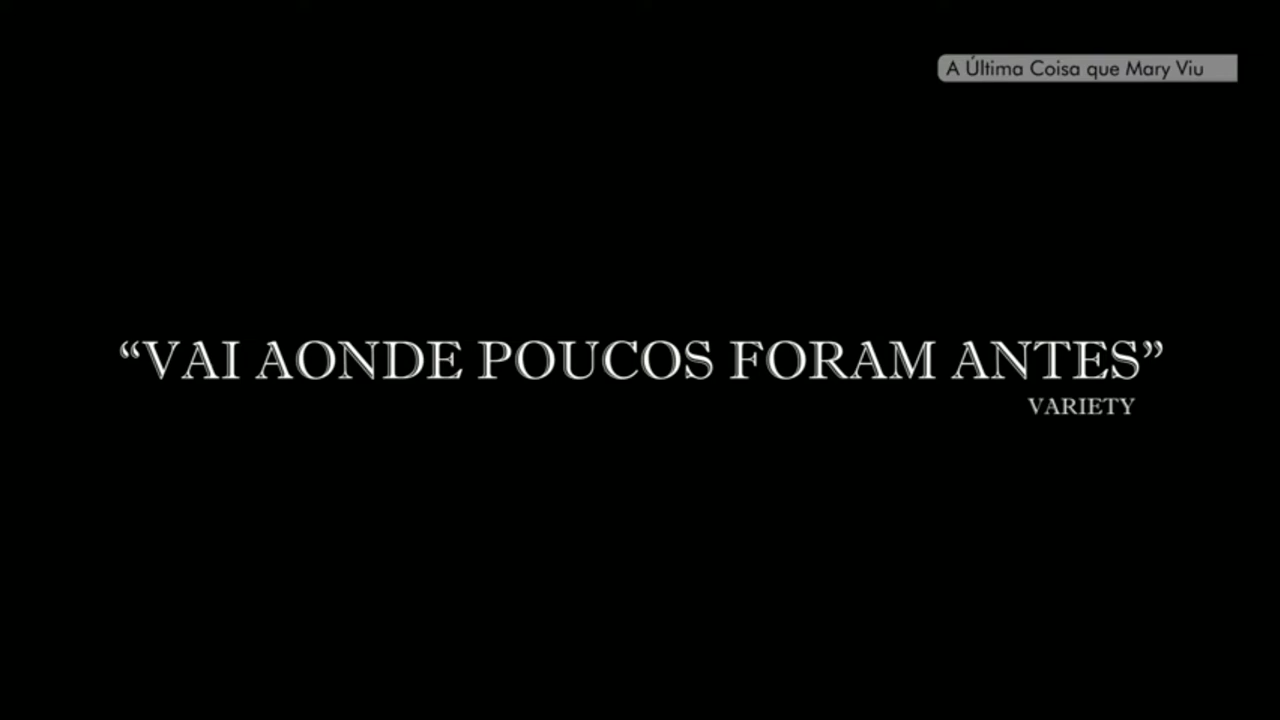 A Última Coisa que Mary Viu
“VAI AONDE POUCOS FORAM ANTES”
VARIETY